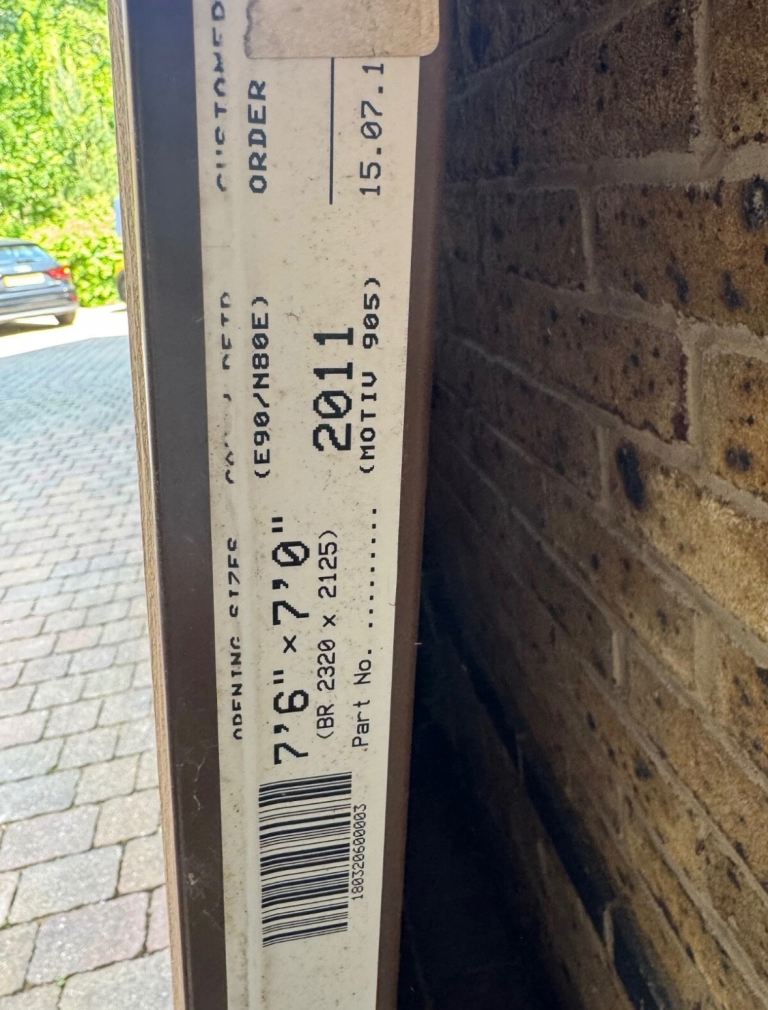 OPENING SIZES
7'6" × 7'0"
(BR 2320 x 2125)
Part No. ..........
180320600003
(E90/N80E)
2011
(MOTIV 905)
CUSTOMER
ORDER
15.07.1